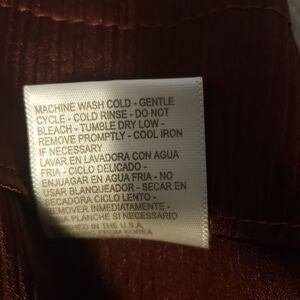 MACHINE WASH COLD - GENTLE
CYCLE - COLD RINSE - DO NOT
BLEACH - TUMBLE DRY LOW -
REMOVE PROMPTLY - COOL IRON
IF NECESSARY
LAVAR EN LAVADORA CON AGUA
FRIA - CICLO DELICADO -
ENJUAGAR EN AGUA FRIA - NO
USAR BLANQUEADOR - SECAR EN
SECADORA CICLO LENTO -
REMOVER INMEDIATAMENTE -
A PLANCHE SI NECESSARIO
IN THE U.S.A.
FROM KOREA